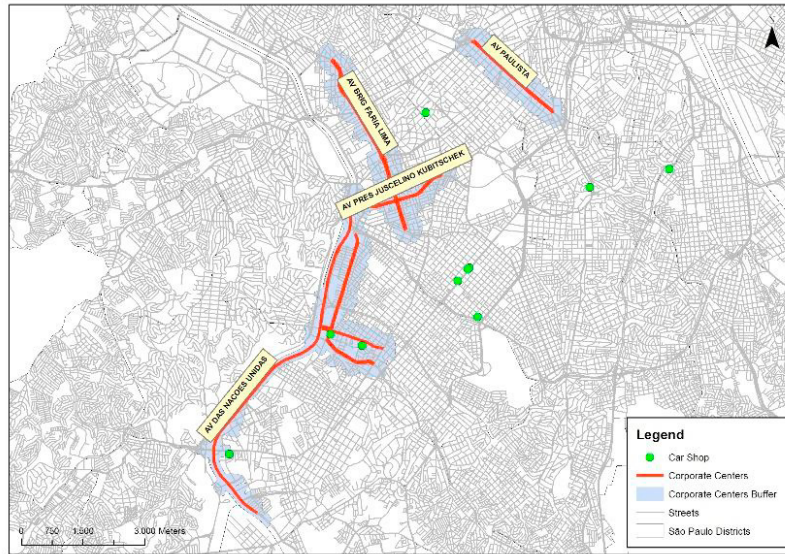 AV PAULISTA
AV BRIG FARIA LIMA
AV PRES JUSCELINO KUBITSCHEK
AV DAS NACOES UNIDAS
Legend
Car Shop
Corporate Centers
Corporate Centers Buffer
Streets
São Paulo Districts
0 750 1.500 3.000 Meters